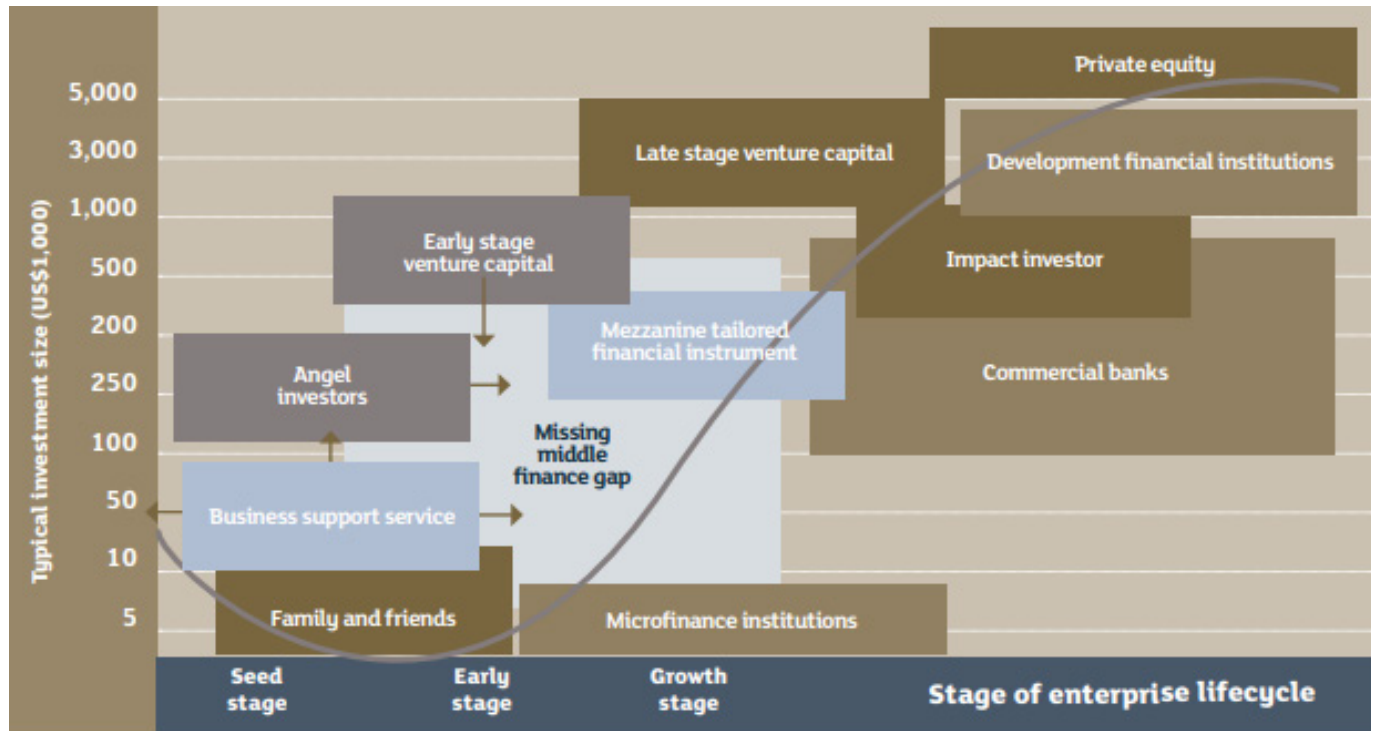 Typical investment size (US$1,000)
5,000
3,000
1,000
500
200
250
100
50
10
5
Private equity
Late stage venture capital
Development financial institutions
Early stage
venture capital
Impact investor
Mezzanine tailored
financial instrument
Angel
investors
Commercial banks
Missing
middle
finance gap
Business support service
Family and friends
Microfinance institutions
Seed
stage
Early
stage
Growth
stage
Stage of enterprise lifecycle